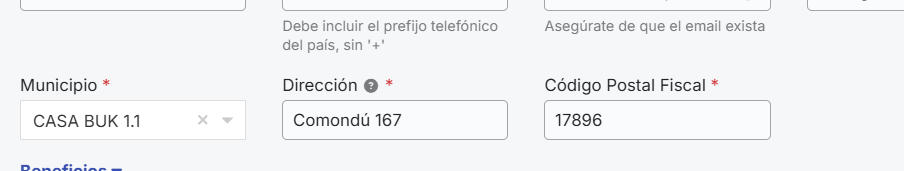 Debe incluir el prefijo telefónico
del país, sin '+'
Asegúrate de que el email exista
Municipio *
Dirección ? *
Código Postal Fiscal *
CASA BUK 1.1 ×
Comondú 167
17896
Beneficios